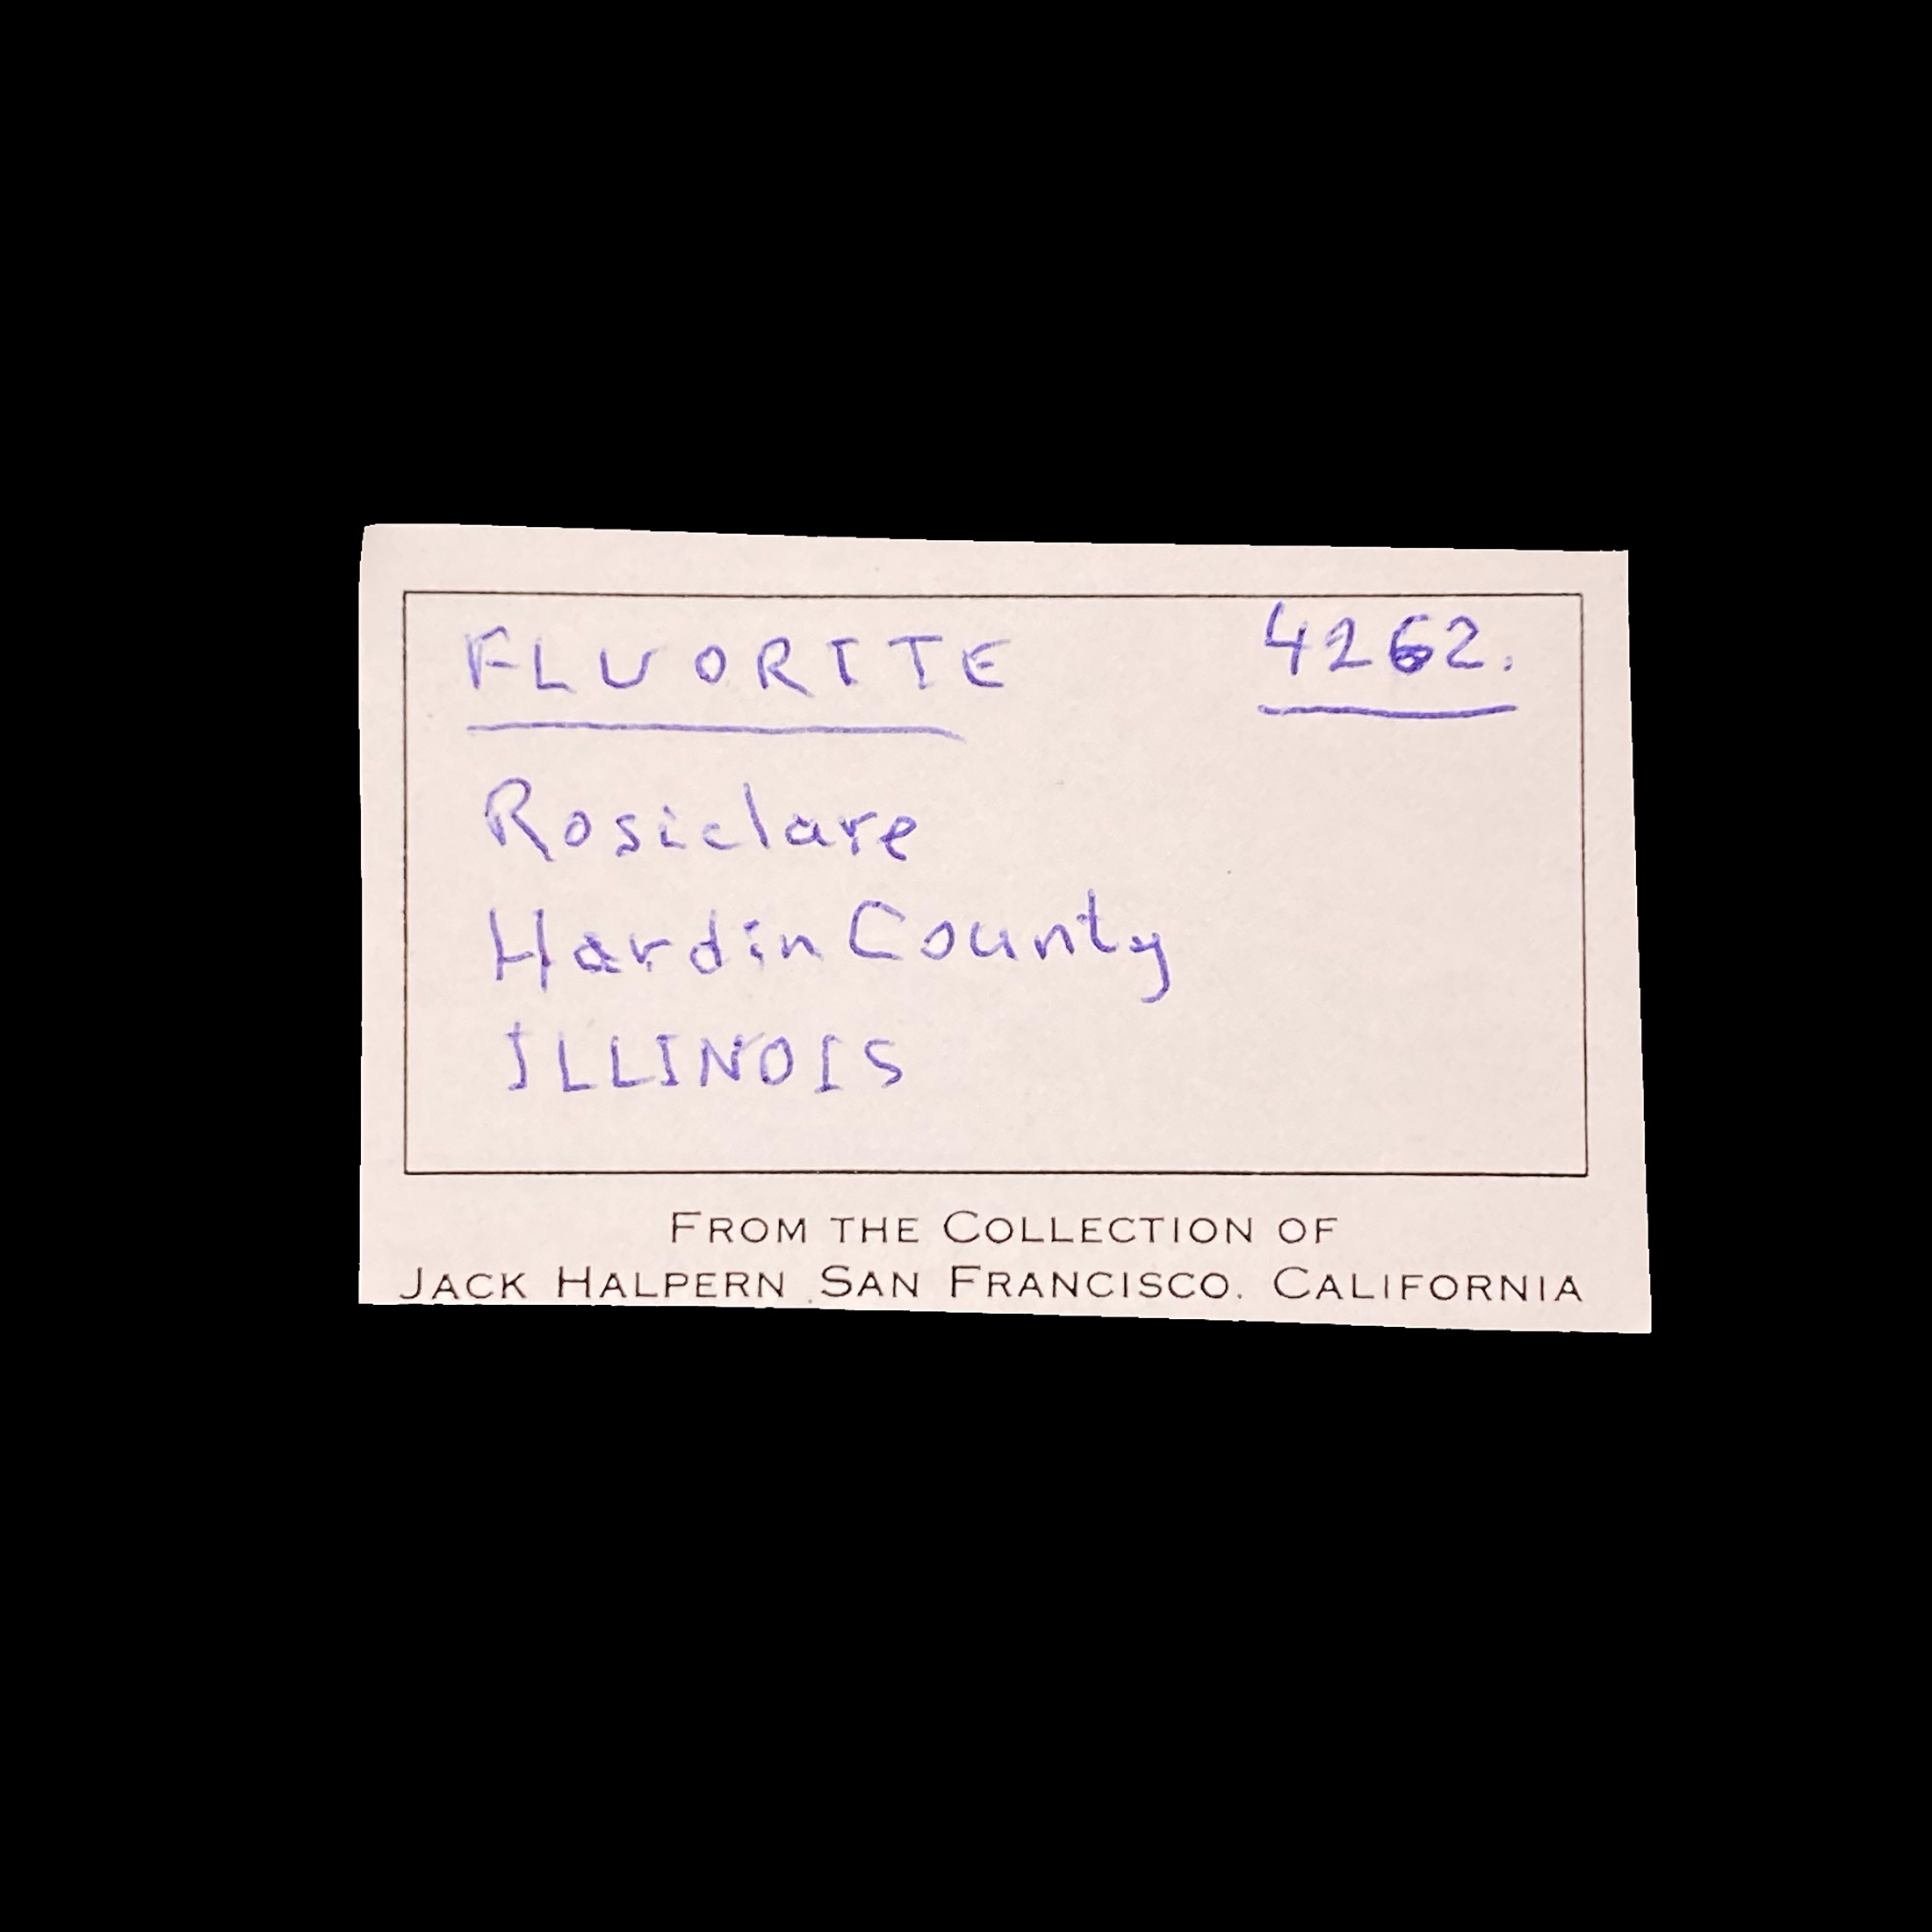 FLUORITE 4262.
Rosiclare
Hardin County
ILLINOIS
FROM THE COLLECTION OF
JACK HALPERN SAN FRANCISCO. CALIFORNIA